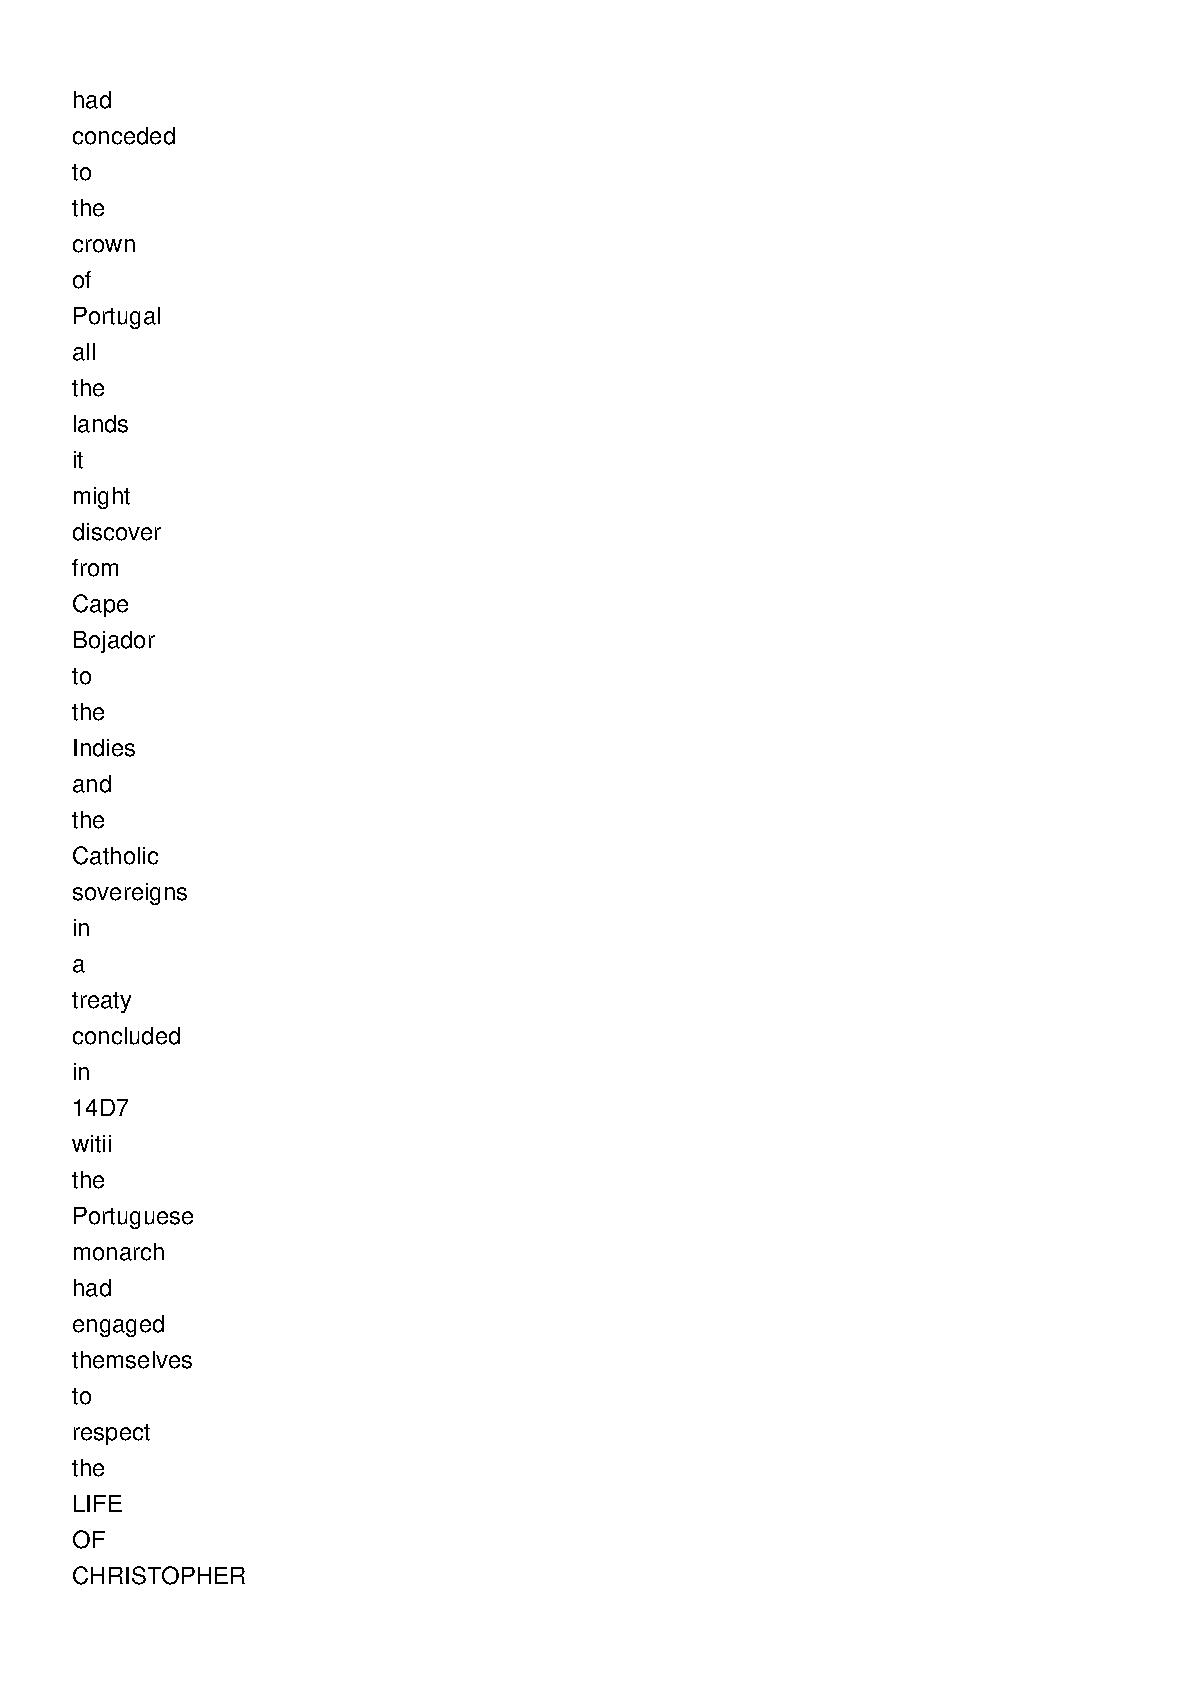 had
conceded
to
the
crown
of
Portugal
all
the
lands
it
might
discover
from
Cape
Bojador
to
the
Indies
and
the
Catholic
sovereigns
in
a
treaty
concluded
in
14D7
witii
the
Portuguese
monarch
had
engaged
themselves
to
respect
the
LIFE
OF
CHRISTOPHER